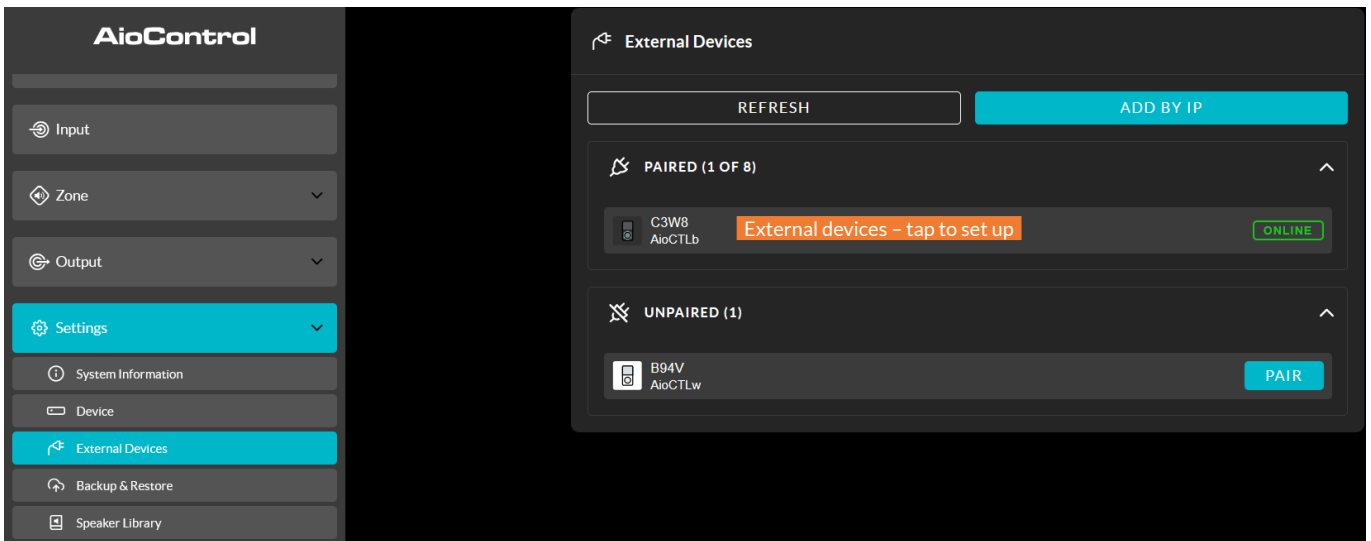 AioControl
Input
Zone
Output
Settings
System Information
Device
External Devices
Backup & Restore
Speaker Library
External Devices
REFRESH
ADD BY IP
PAIRED (1 OF 8)
C3W8
AioCTLb
External devices – tap to set up
ONLINE
UNPAIRED (1)
B94V
AioCTLw
PAIR